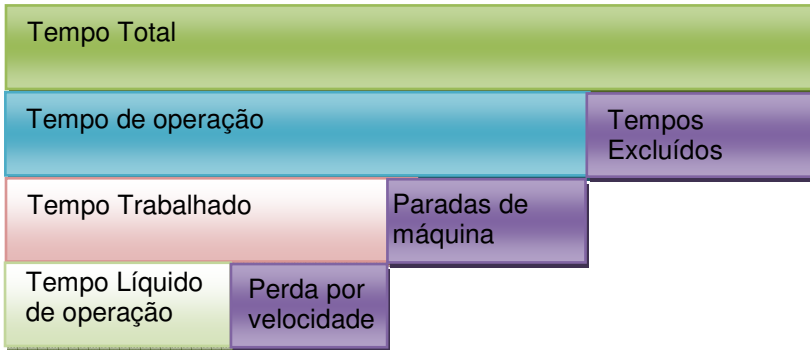 Tempo Total
Tempo de operação
Tempos
Excluídos
Tempo Trabalhado
Paradas de
máquina
Tempo Líquido
de operação
Perda por
velocidade